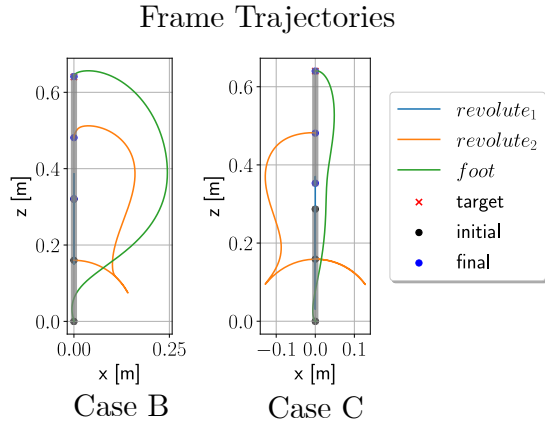 Frame Trajectories
0.6
0.4
0.2
0.0
z [m]
0.00
0.25
x [m]
Case B
0.6
0.4
0.2
0.0
z [m]
−0.1
0.0
0.1
x [m]
Case C
revolute₁
revolute₂
foot
target
initial
final